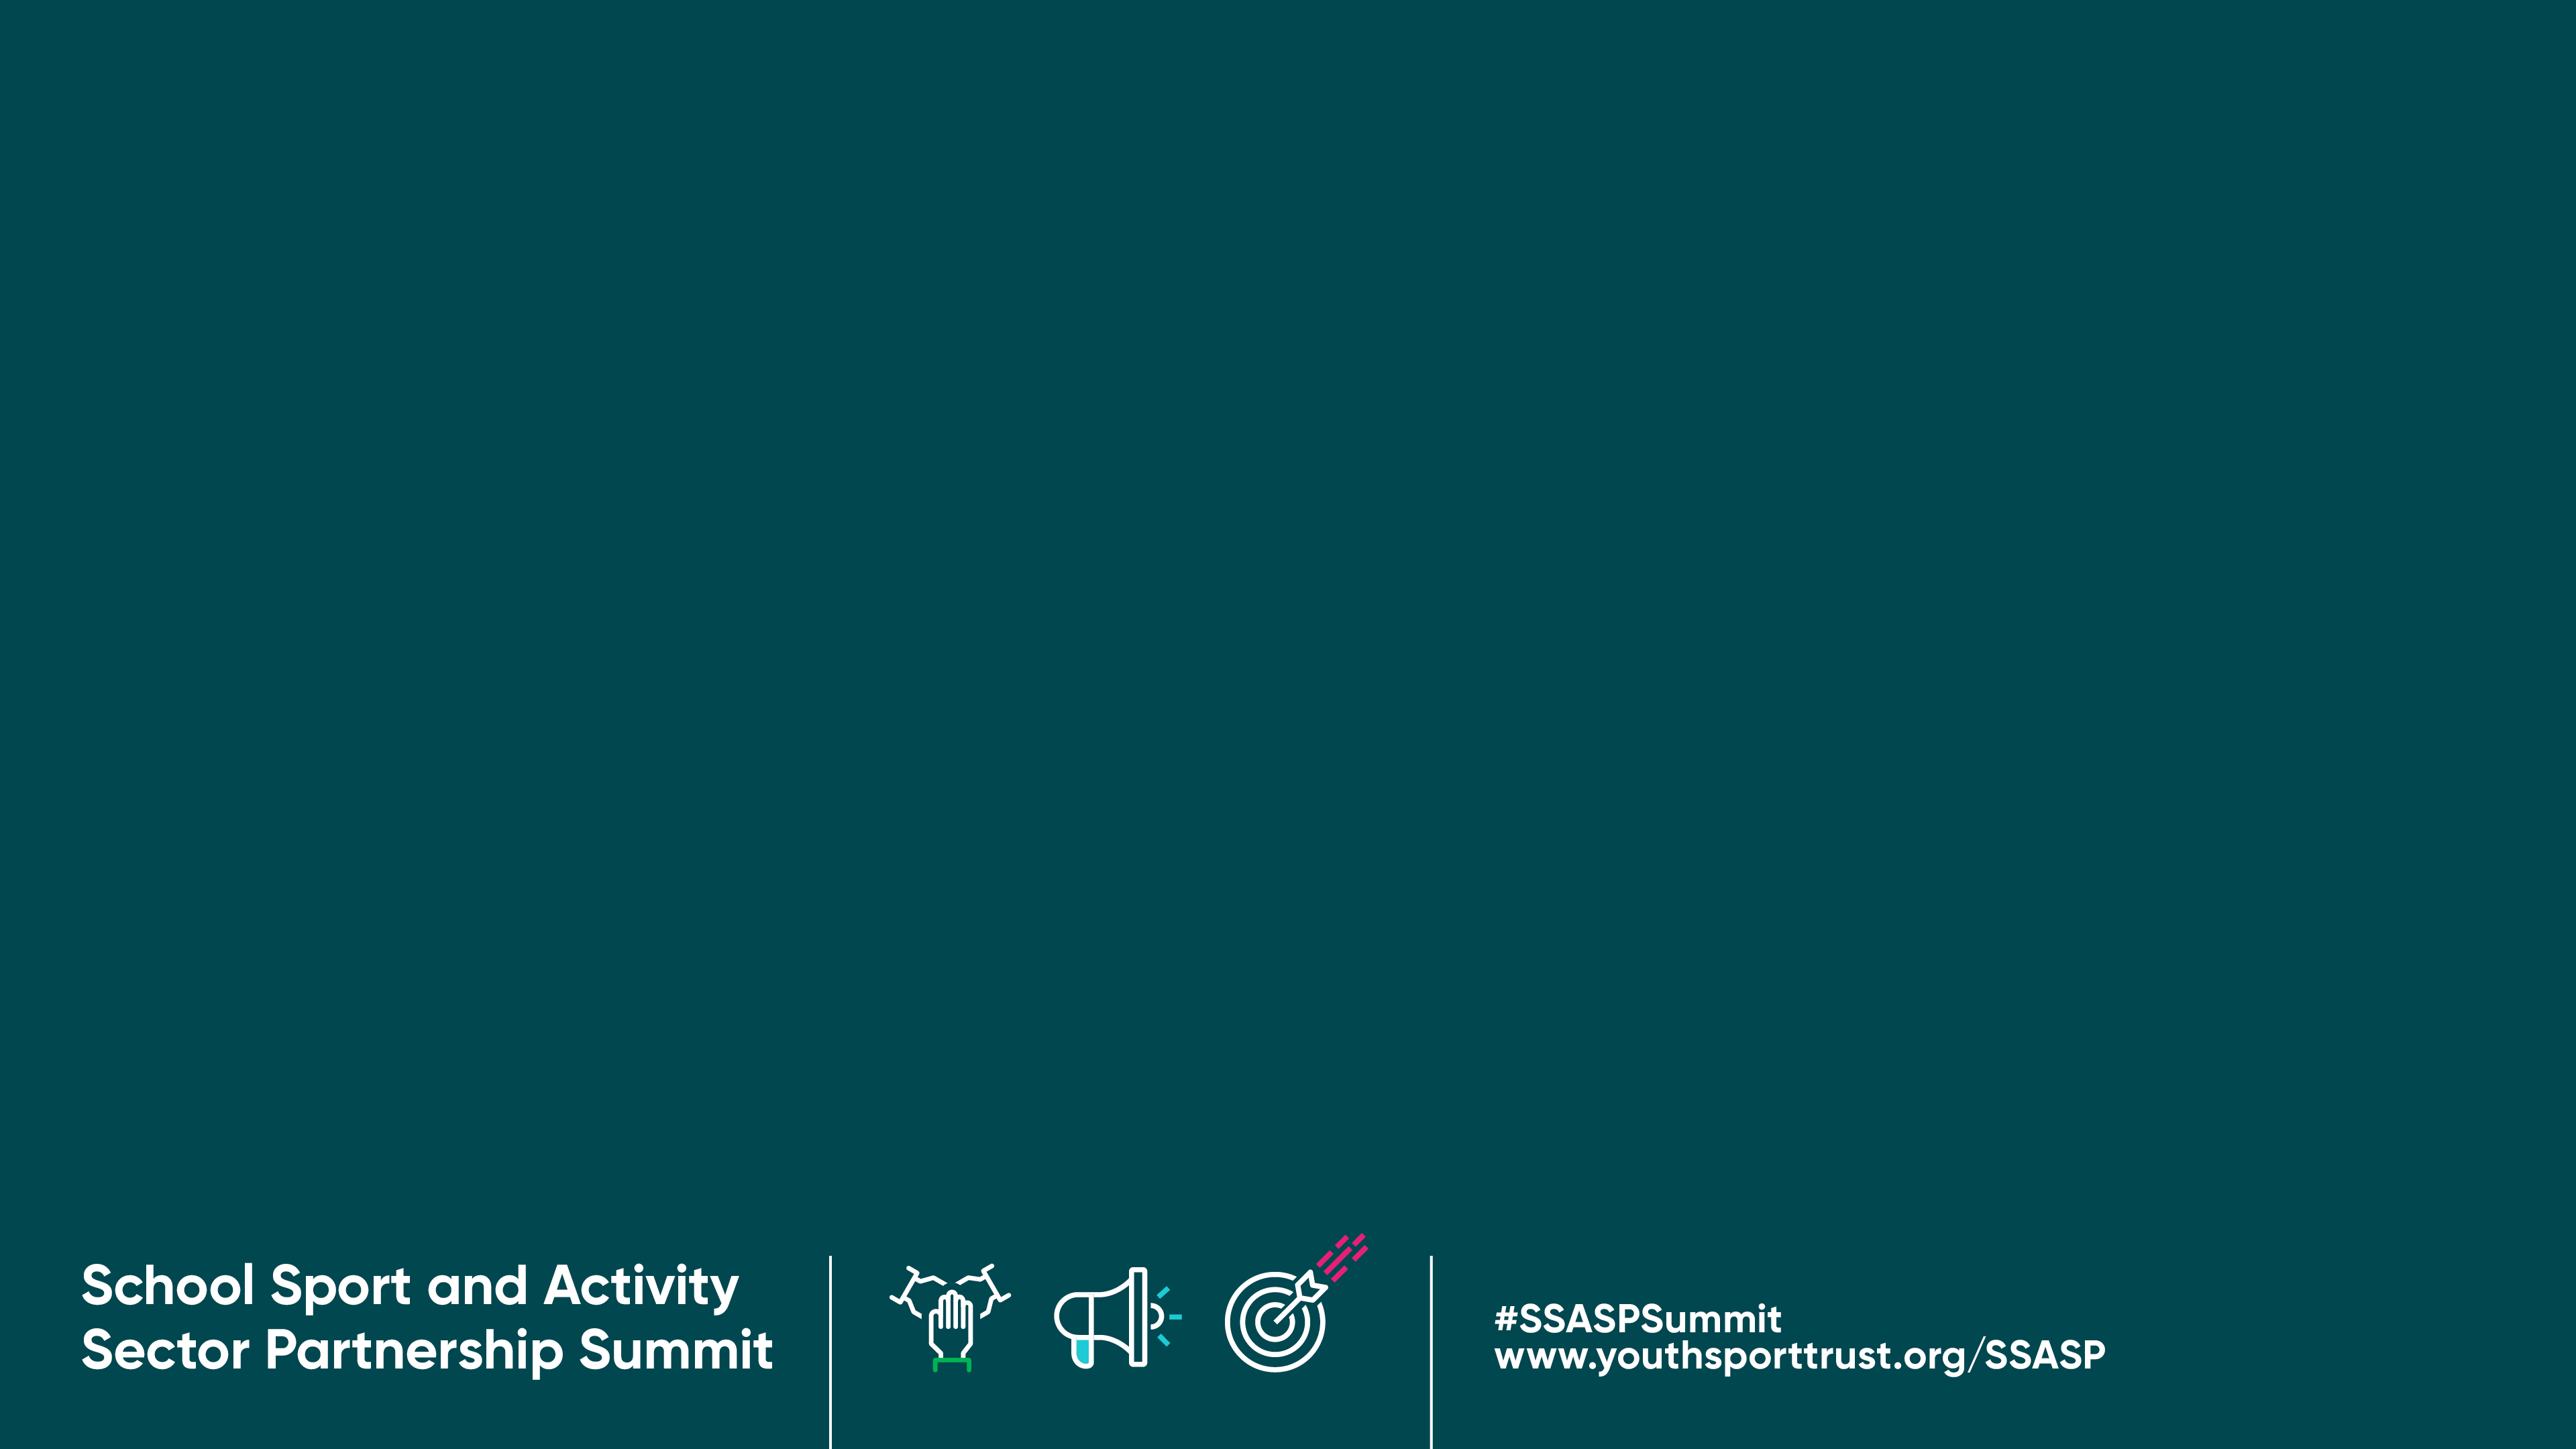 School Sport and Activity
Sector Partnership Summit
#SSASPSummit
www.youthsporttrust.org/SSASP